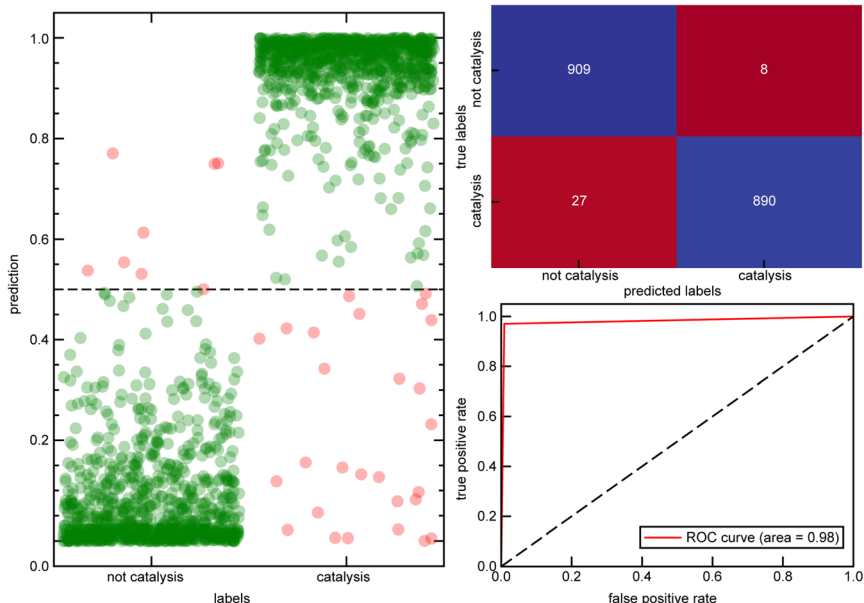 1.0
0.8
0.6
0.4
0.2
0.0
prediction
not catalysis
catalysis
labels
not catalysis
catalysis
true labels
909
8
27
890
not catalysis
catalysis
predicted labels
1.0
0.8
0.6
0.4
0.2
0.0
true positive rate
ROC curve (area = 0.98)
0.0
0.2
0.4
0.6
0.8
1.0
false positive rate